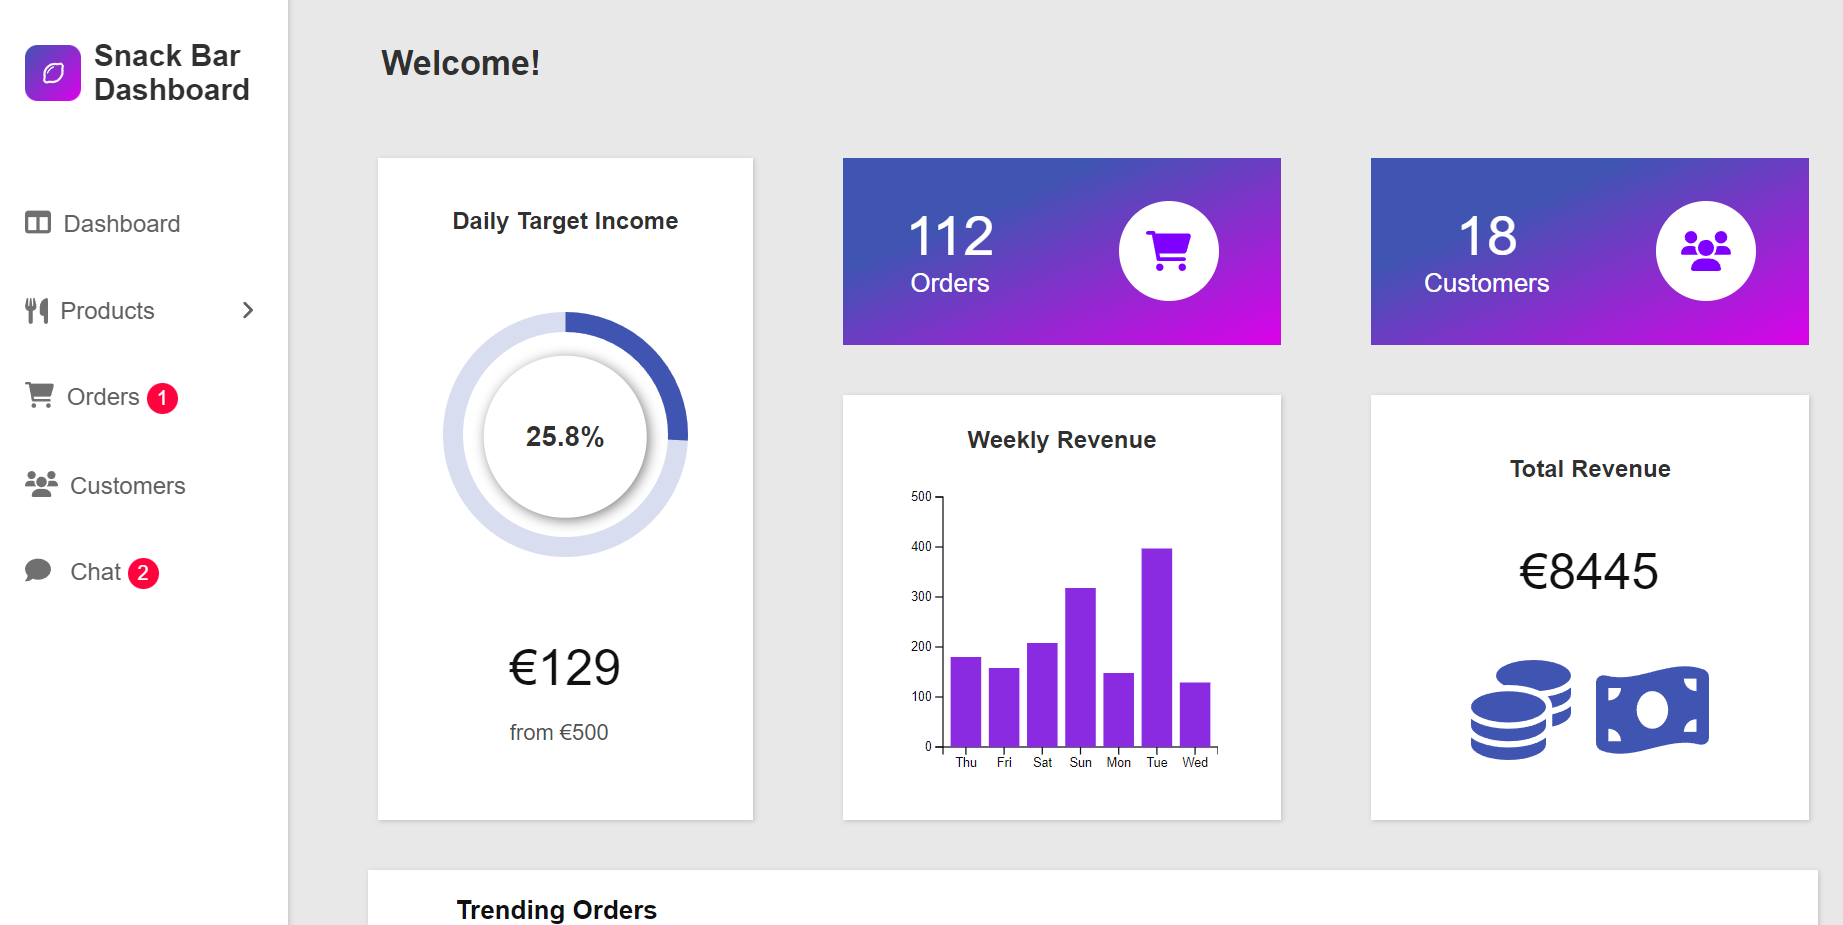 Snack Bar
Dashboard
Dashboard
Products
Orders 1
Customers
Chat 2
Welcome!
Daily Target Income
25.8%
€129
from €500
112
Orders
18
Customers
Weekly Revenue
500
400
300
200
100
0
Thu Fri Sat Sun Mon Tue Wed
Total Revenue
€8445
Trending Orders